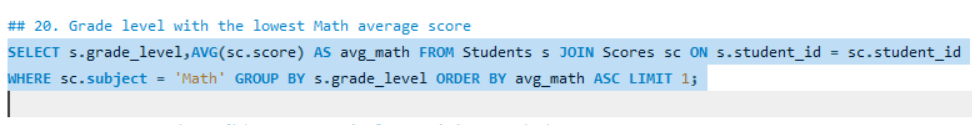 ## 20. Grade level with the lowest Math average score
SELECT s.grade_level,AVG(sc.score) AS avg_math FROM Students s JOIN Scores sc ON s.student_id = sc.student_id
WHERE sc.subject = 'Math' GROUP BY s.grade_level ORDER BY avg_math ASC LIMIT 1;